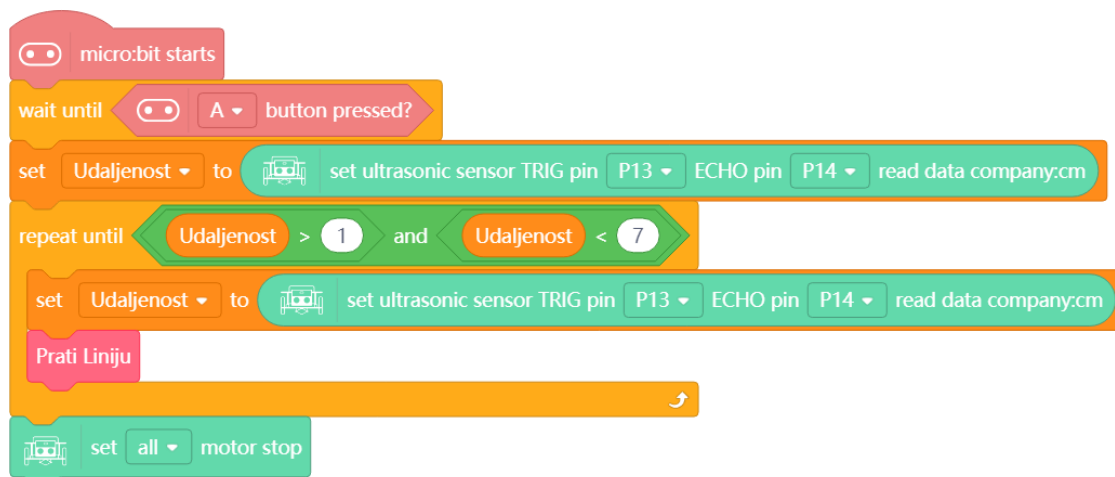 micro:bit starts
wait until A button pressed?
set Udaljenost to set ultrasonic sensor TRIG pin P13 ECHO pin P14 read data company:cm
repeat until Udaljenost > 1 and Udaljenost < 7
set Udaljenost to set ultrasonic sensor TRIG pin P13 ECHO pin P14 read data company:cm
Prati Liniju
set all motor stop